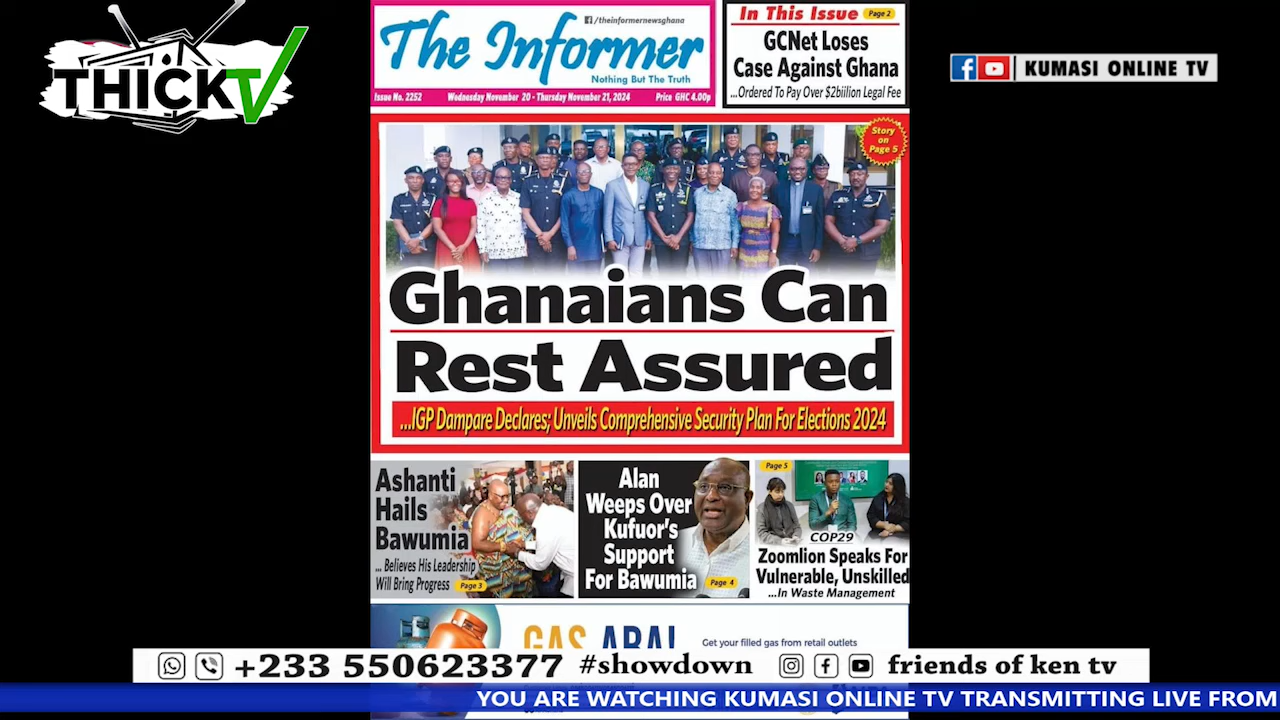 THICK TV
The Informer
/theinformernewsghana
Nothing But The Truth
Issue No. 2252 Wednesday November 20 - Thursday November 21, 2024 Price GHC 4.00p
In This Issue Page 2
GCNet Loses
Case Against Ghana
...Ordered To Pay Over $2biilion Legal Fee
KUMASI ONLINE TV
Story
on
Page 5
Ghanaians Can
Rest Assured
...IGP Dampare Declares; Unveils Comprehensive Security Plan For Elections 2024
Ashanti
Hails
Bawumia
... Believes His Leadership
Will Bring Progress Page 3
Alan
Weeps Over
Kufuor's
Support
For Bawumia Page 4
Page 5
COP29
Zoomlion Speaks For
Vulnerable, Unskilled
...In Waste Management
Get your filled gas from retail outlets
+233 550623377 #showdown friends of ken tv
YOU ARE WATCHING KUMASI ONLINE TV TRANSMITTING LIVE FROM